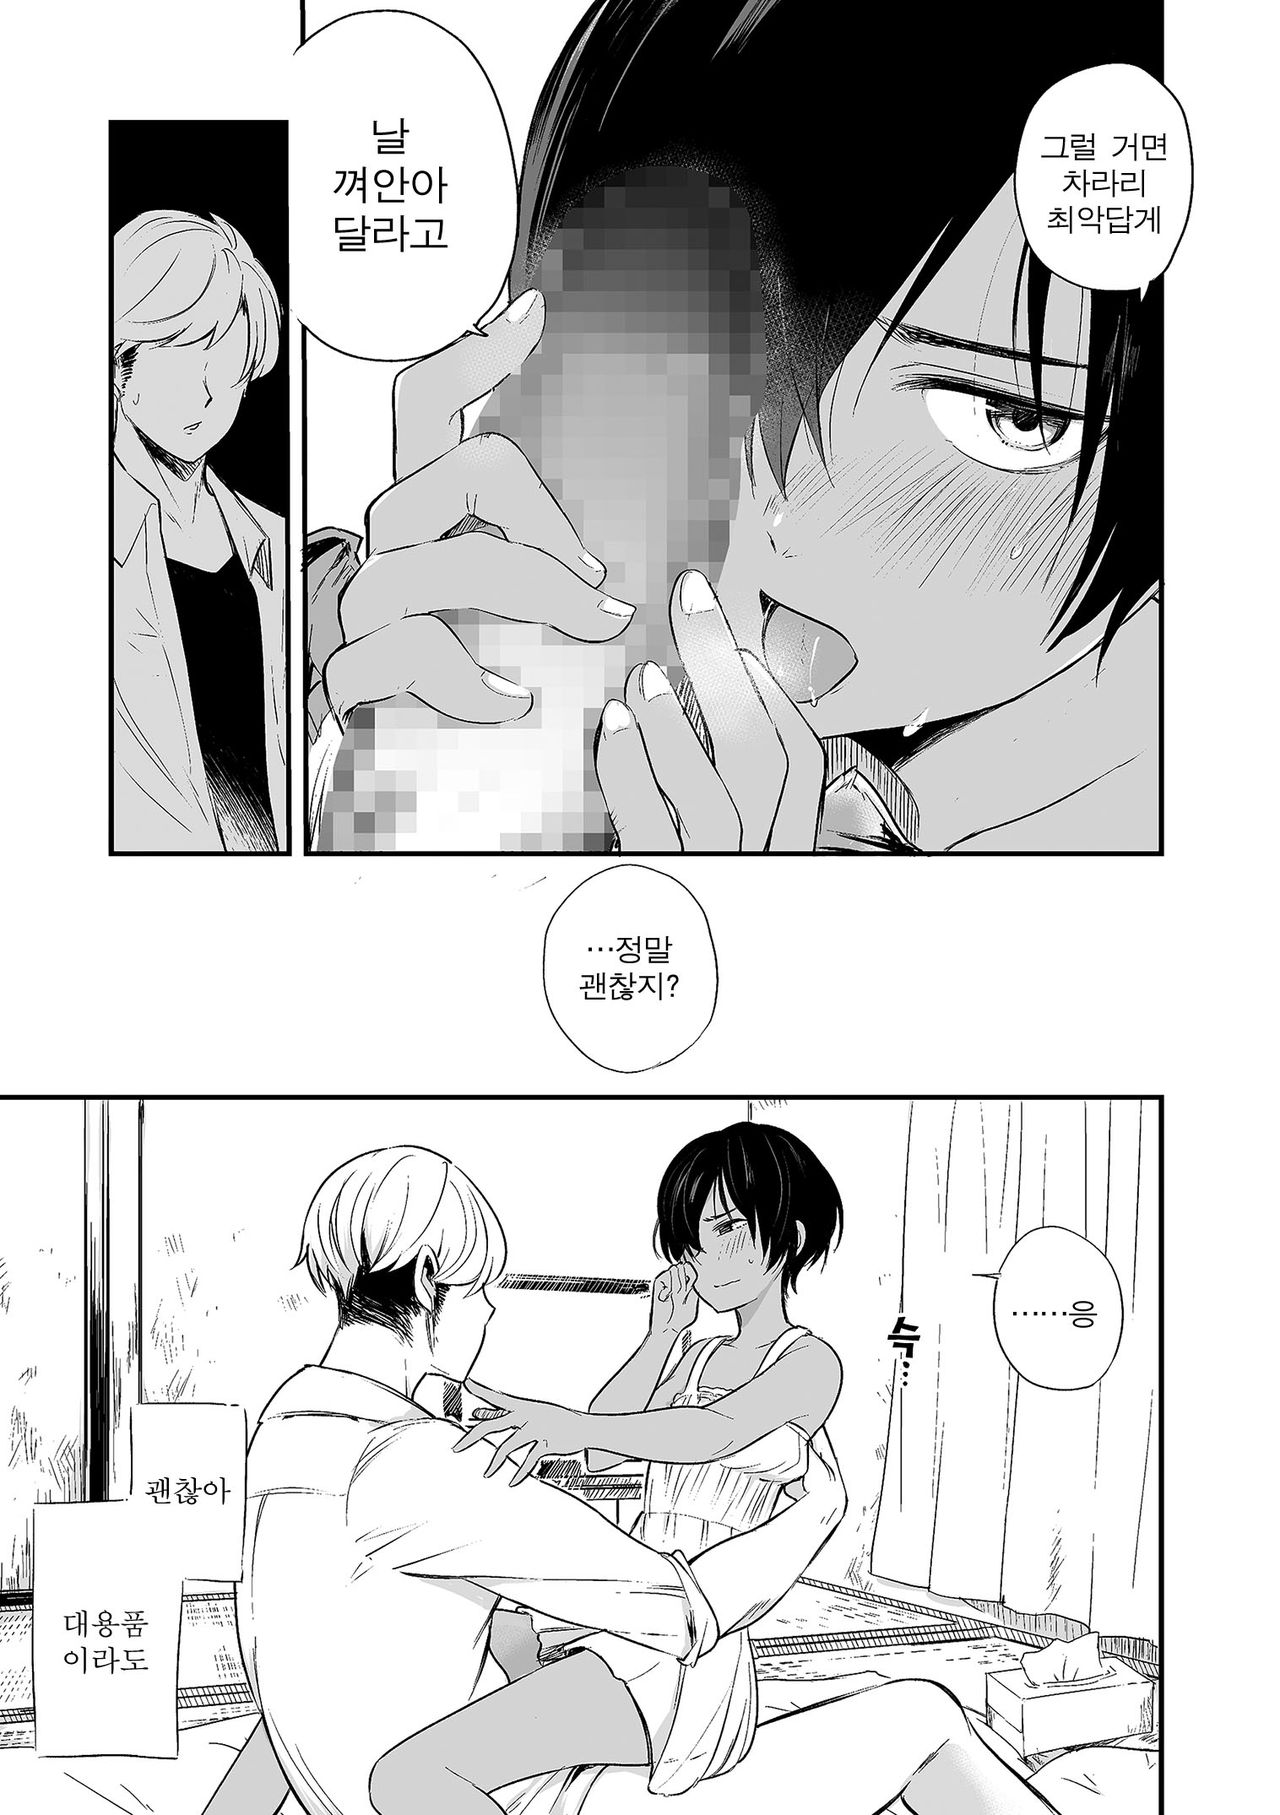 그럴 거면
차라리
최악답게
날
껴안아
달라고
…정말
괜찮지?
……응
슥…
괜찮아
대용품
이라도